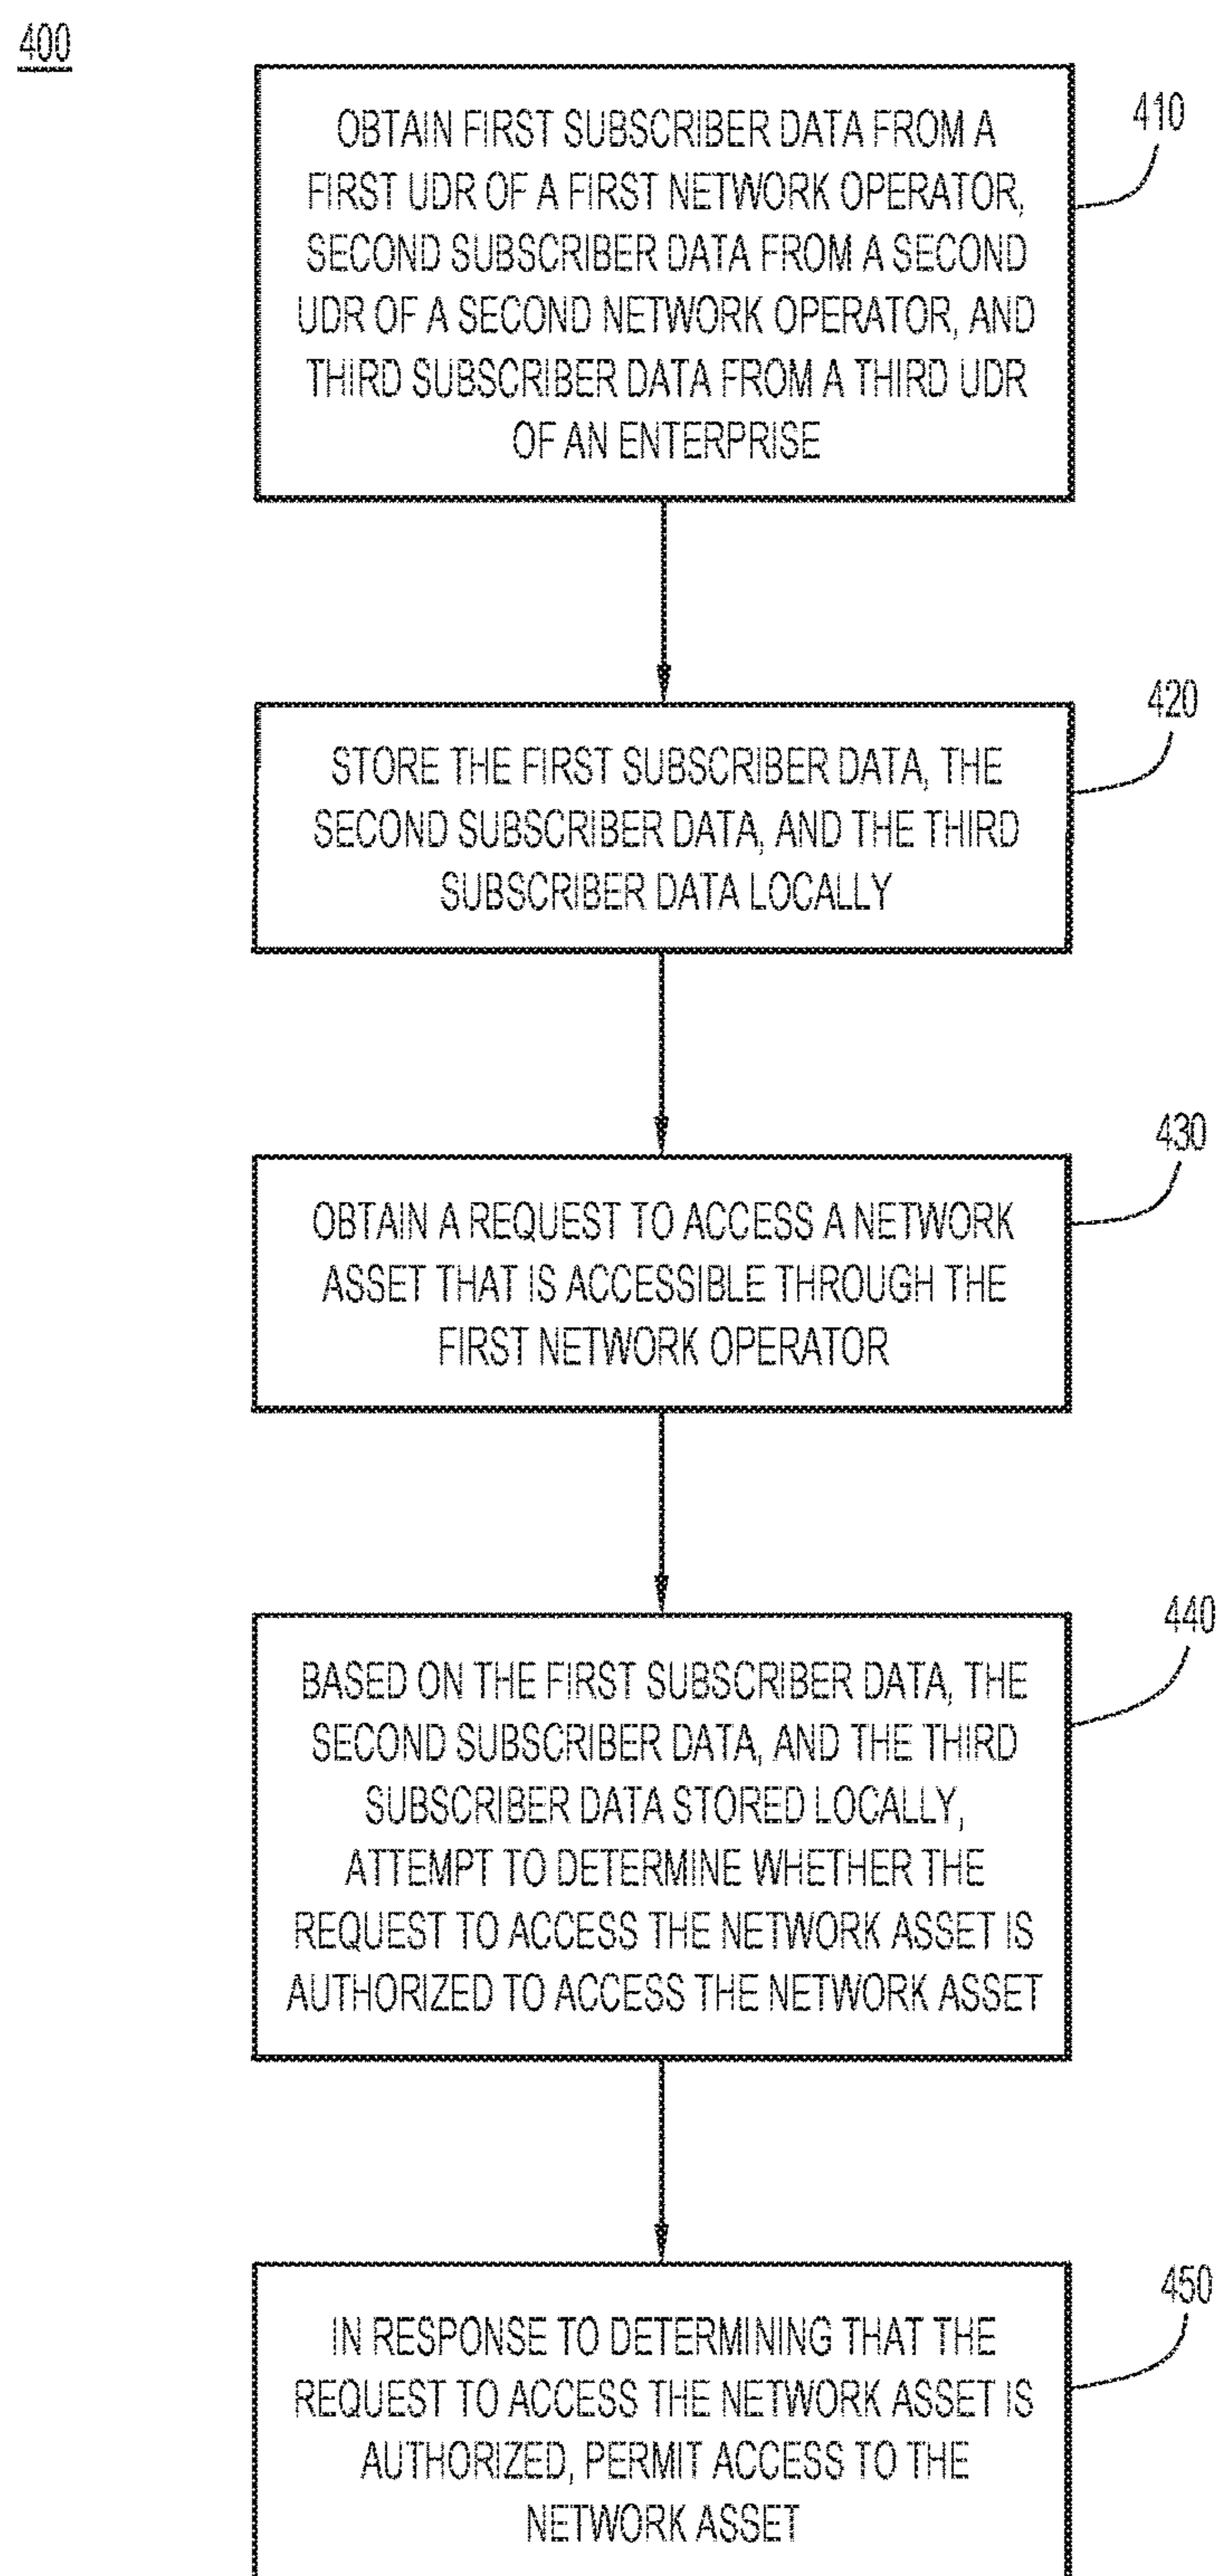 400
OBTAIN FIRST SUBSCRIBER DATA FROM A
FIRST UDR OF A FIRST NETWORK OPERATOR,
SECOND SUBSCRIBER DATA FROM A SECOND
UDR OF A SECOND NETWORK OPERATOR, AND
THIRD SUBSCRIBER DATA FROM A THIRD UDR
OF AN ENTERPRISE
410
STORE THE FIRST SUBSCRIBER DATA, THE
SECOND SUBSCRIBER DATA, AND THE THIRD
SUBSCRIBER DATA LOCALLY
420
OBTAIN A REQUEST TO ACCESS A NETWORK
ASSET THAT IS ACCESSIBLE THROUGH THE
FIRST NETWORK OPERATOR
430
BASED ON THE FIRST SUBSCRIBER DATA, THE
SECOND SUBSCRIBER DATA, AND THE THIRD
SUBSCRIBER DATA STORED LOCALLY,
ATTEMPT TO DETERMINE WHETHER THE
REQUEST TO ACCESS THE NETWORK ASSET IS
AUTHORIZED TO ACCESS THE NETWORK ASSET
440
IN RESPONSE TO DETERMINING THAT THE
REQUEST TO ACCESS THE NETWORK ASSET IS
AUTHORIZED, PERMIT ACCESS TO THE
NETWORK ASSET
450